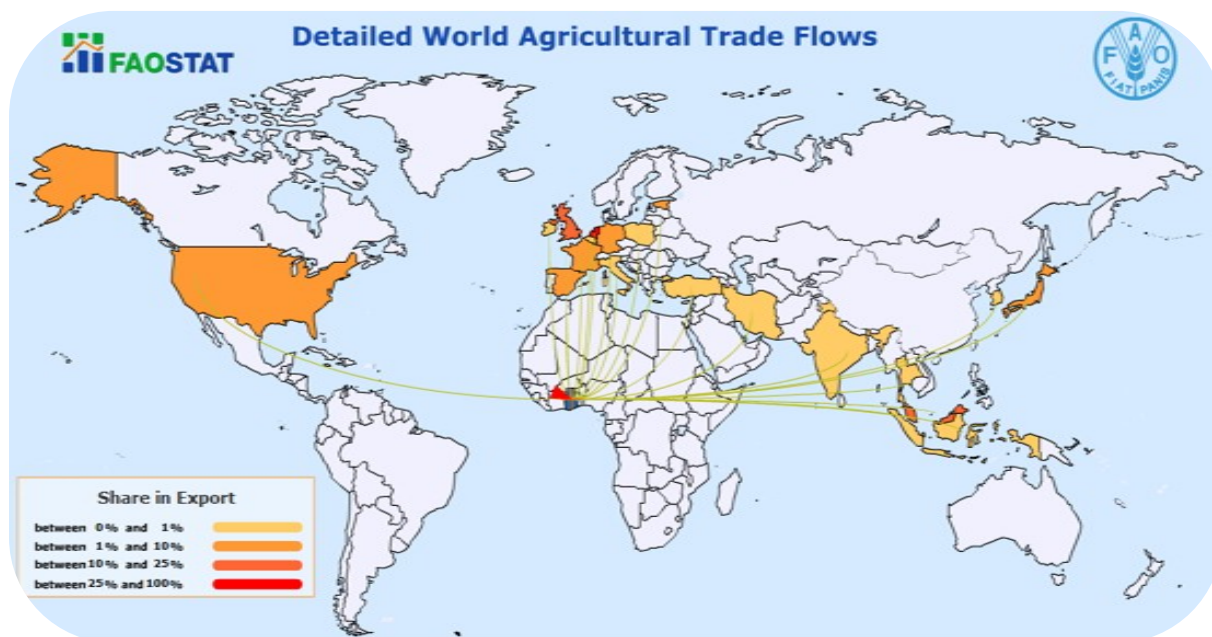 Detailed World Agricultural Trade Flows
FAOSTAT
F A O
FIAT PANIS
Share in Export
between 0% and 1%
between 1% and 10%
between 10% and 25%
between 25% and 100%